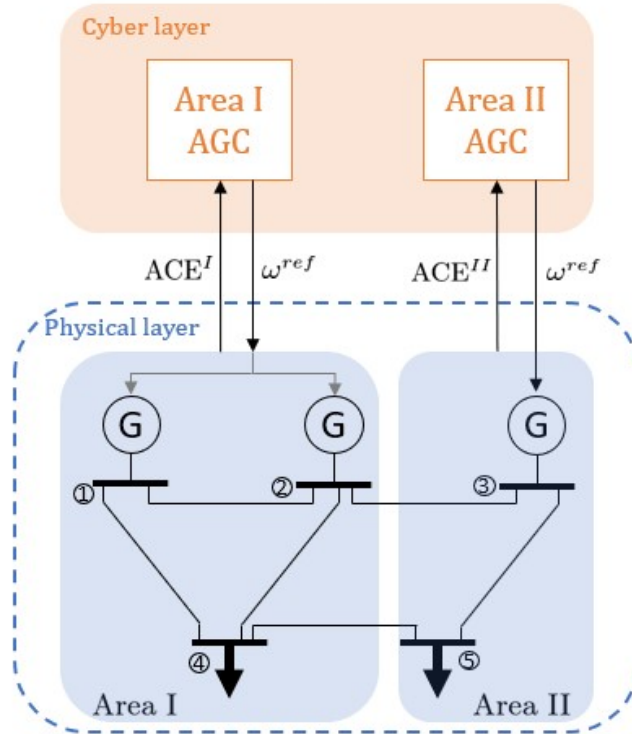 Cyber layer
Area I
AGC
Area II
AGC
ACE^I
ω^{ref}
ACE^{II}
ω^{ref}
Physical layer
G
G
G
①
②
③
④
⑤
Area I
Area II